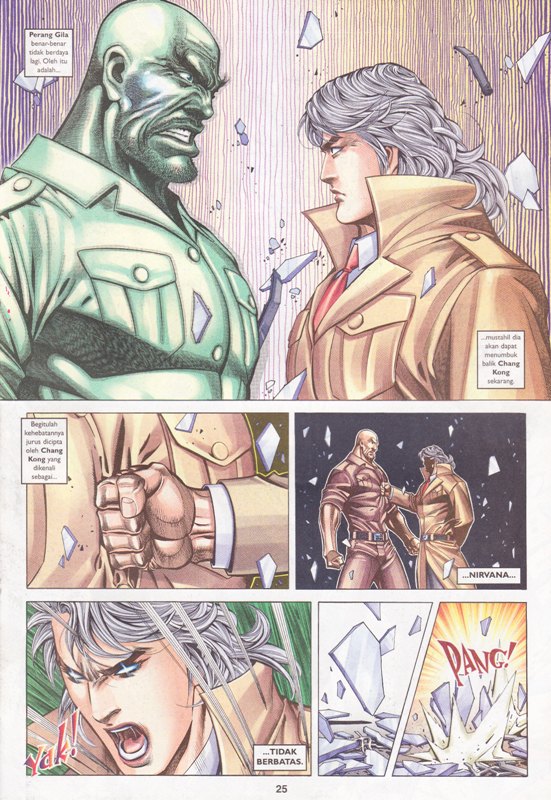 Perang Gila
benar-benar
tidak berdaya
lagi. Oleh itu
adalah...
...mustahil dia
akan dapat
menumbuk
balik Chang
Kong
sekarang.
Begitulah
kehebatannya
jurus dicipta
oleh Chang
Kong yang
dikenali
sebagai...
...NIRVANA...
Yak!
...TIDAK
BERBATAS.
PANG!
25